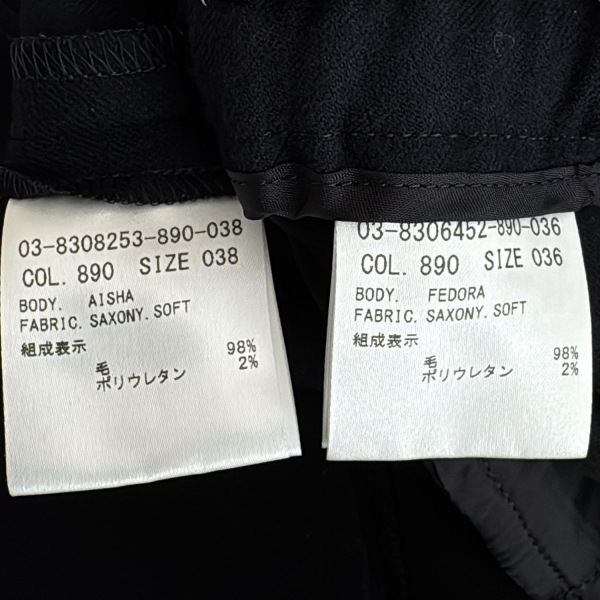 03-8308253-890-038
COL. 890 SIZE 038
BODY. AISHA
FABRIC. SAXONY. SOFT
組成表示
毛 98%
ポリウレタン 2%
03-8306452-890-036
COL. 890 SIZE 036
BODY. FEDORA
FABRIC. SAXONY. SOFT
組成表示
毛 98%
ポリウレタン 2%